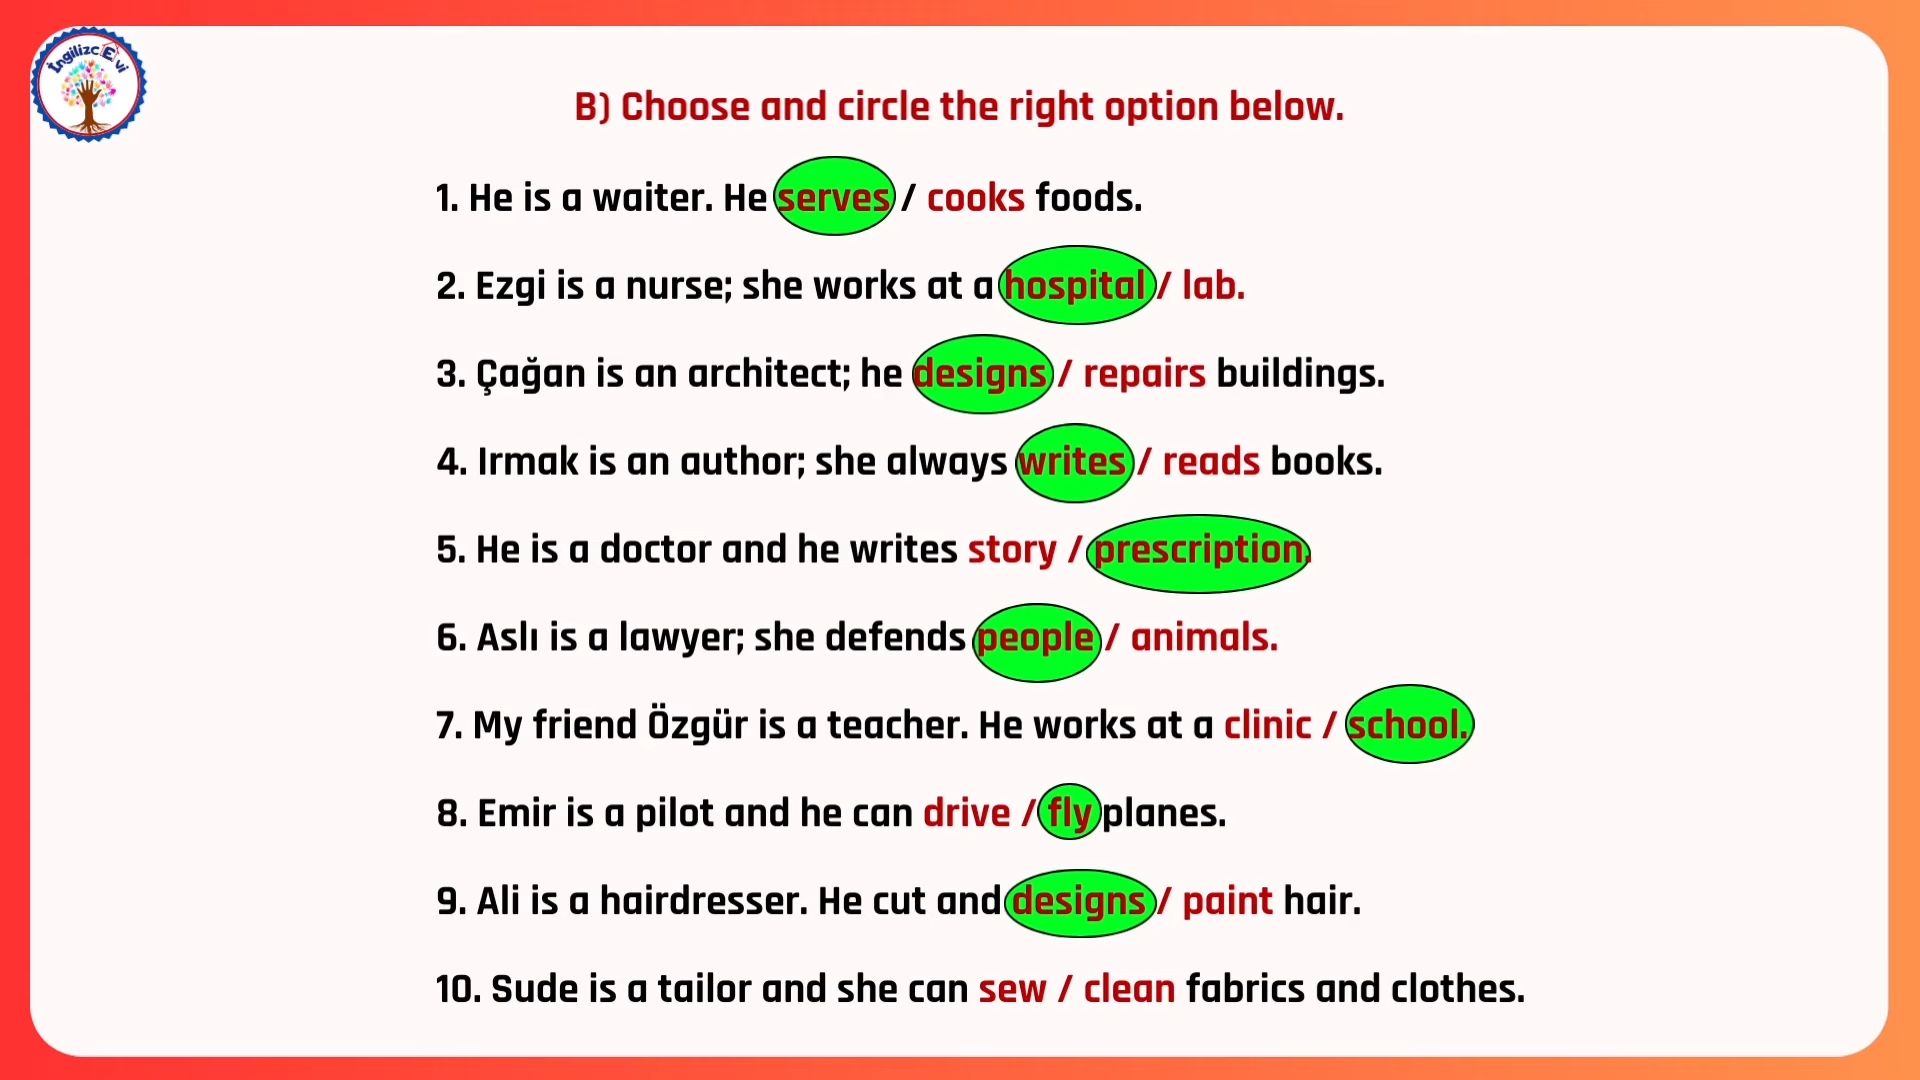 İngilizcEvi
B) Choose and circle the right option below.
1. He is a waiter. He serves / cooks foods.
2. Ezgi is a nurse; she works at a hospital / lab.
3. Çağan is an architect; he designs / repairs buildings.
4. Irmak is an author; she always writes / reads books.
5. He is a doctor and he writes story / prescription.
6. Aslı is a lawyer; she defends people / animals.
7. My friend Özgür is a teacher. He works at a clinic / school.
8. Emir is a pilot and he can drive / fly planes.
9. Ali is a hairdresser. He cut and designs / paint hair.
10. Sude is a tailor and she can sew / clean fabrics and clothes.